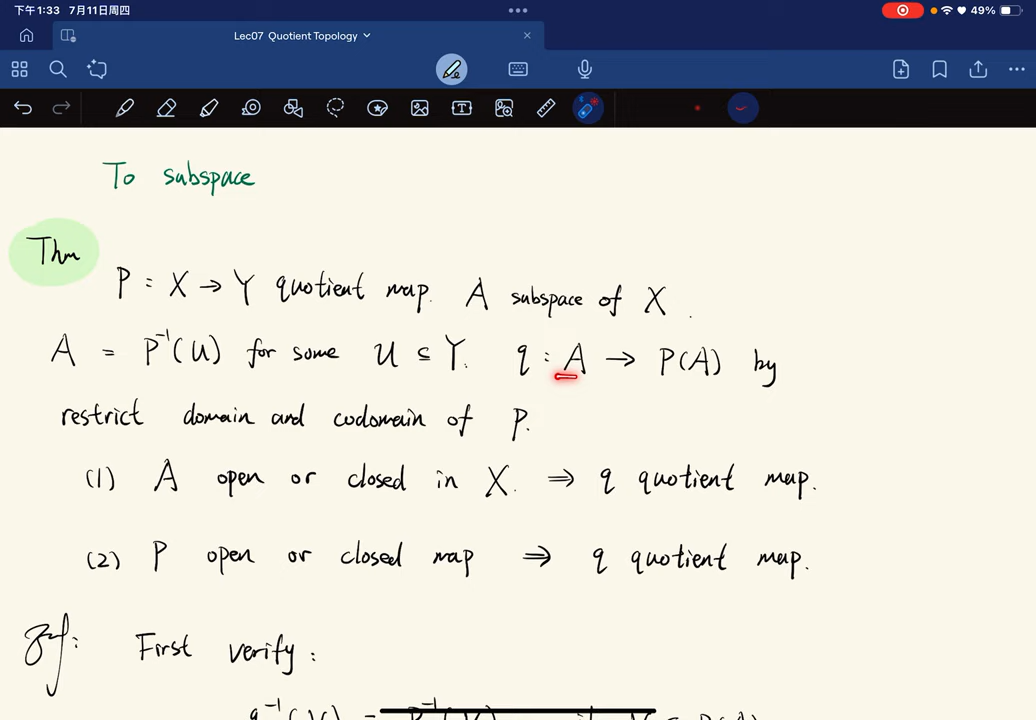 下午1:33 7月11日周四
49%
Lec07 Quotient Topology
To subspace
Thm
P : X → Y quotient map. A subspace of X.
A = P⁻¹(U) for some U ⊆ Y. q : A → P(A) by
restrict domain and codomain of P.
(1) A open or closed in X. ⇒ q quotient map.
(2) P open or closed map ⇒ q quotient map.
First verify: